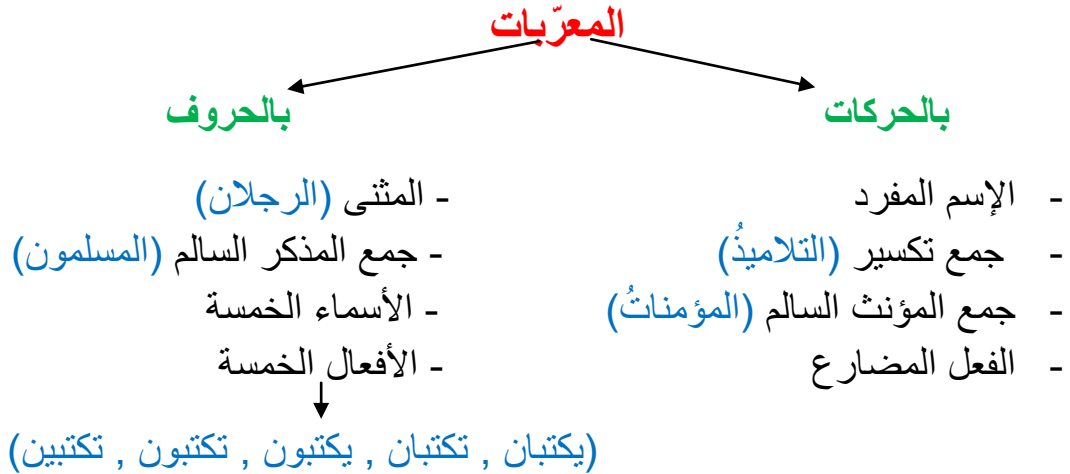 المعرّبات
بالحركات
بالحروف
- الإسم المفرد
- جمع تكسير (التلاميذُ)
- جمع المؤنث السالم (المؤمناتُ)
- الفعل المضارع
- المثنى (الرجلان)
- جمع المذكر السالم (المسلمون)
- الأسماء الخمسة
- الأفعال الخمسة
(يكتبان , تكتبان , يكتبون , تكتبون , تكتبين)